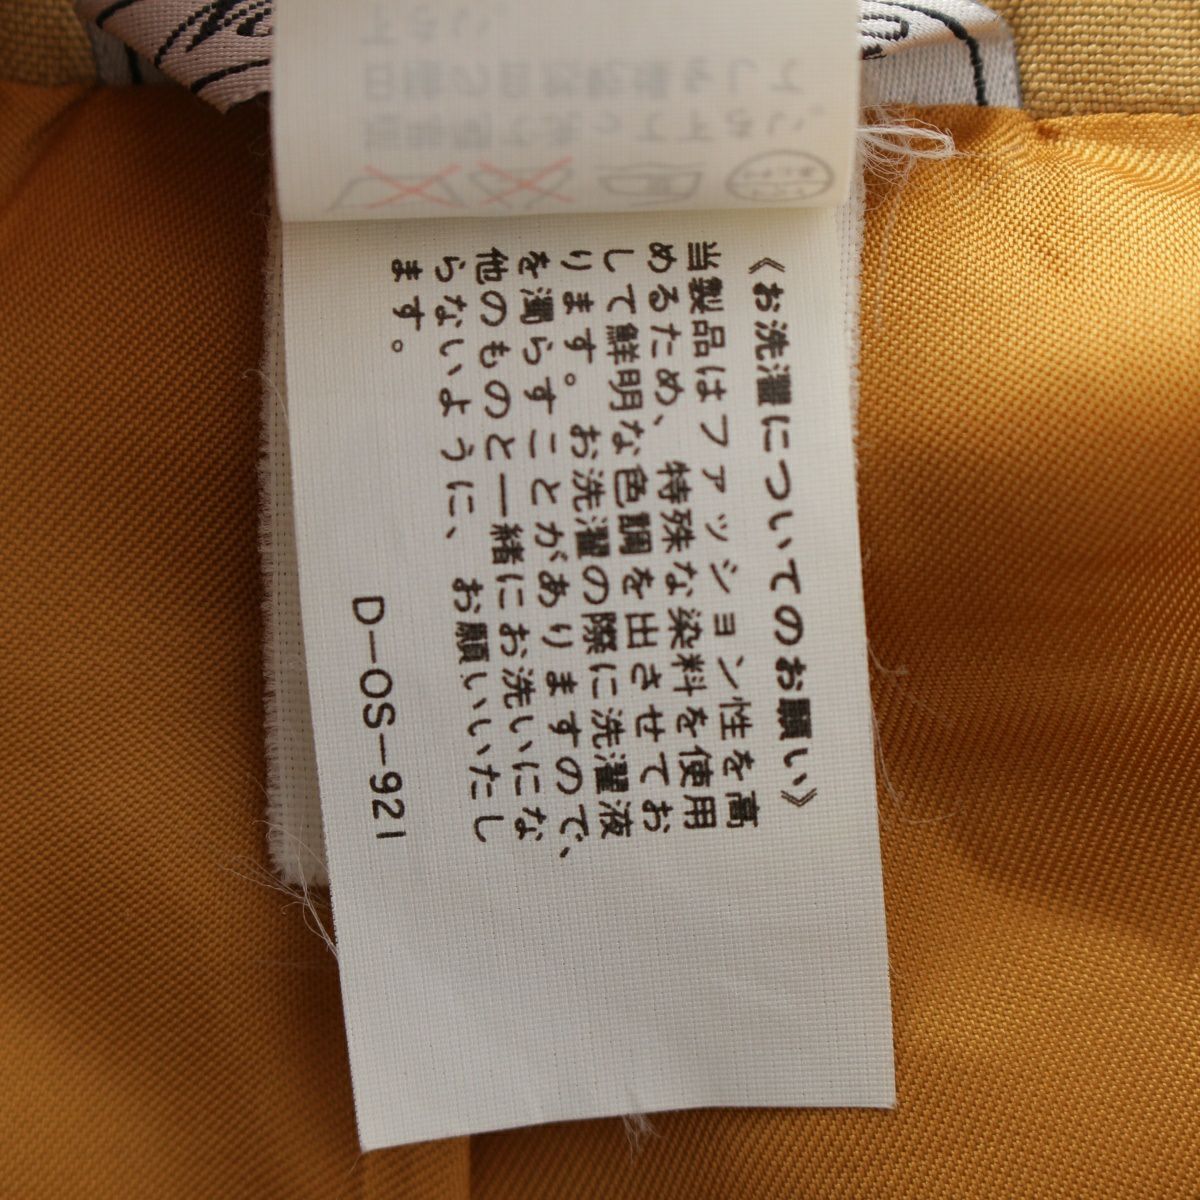 《お洗濯についてのお願い》
当製品はファッション性を高
めるため、特殊な染料を使用
して鮮明な色調を出させてお
ります。お洗濯の際に洗濯液
を濁らすことがありますので、
他のものと一緒にお洗いにな
らないように、お願いいたし
ます。
D-OS-921